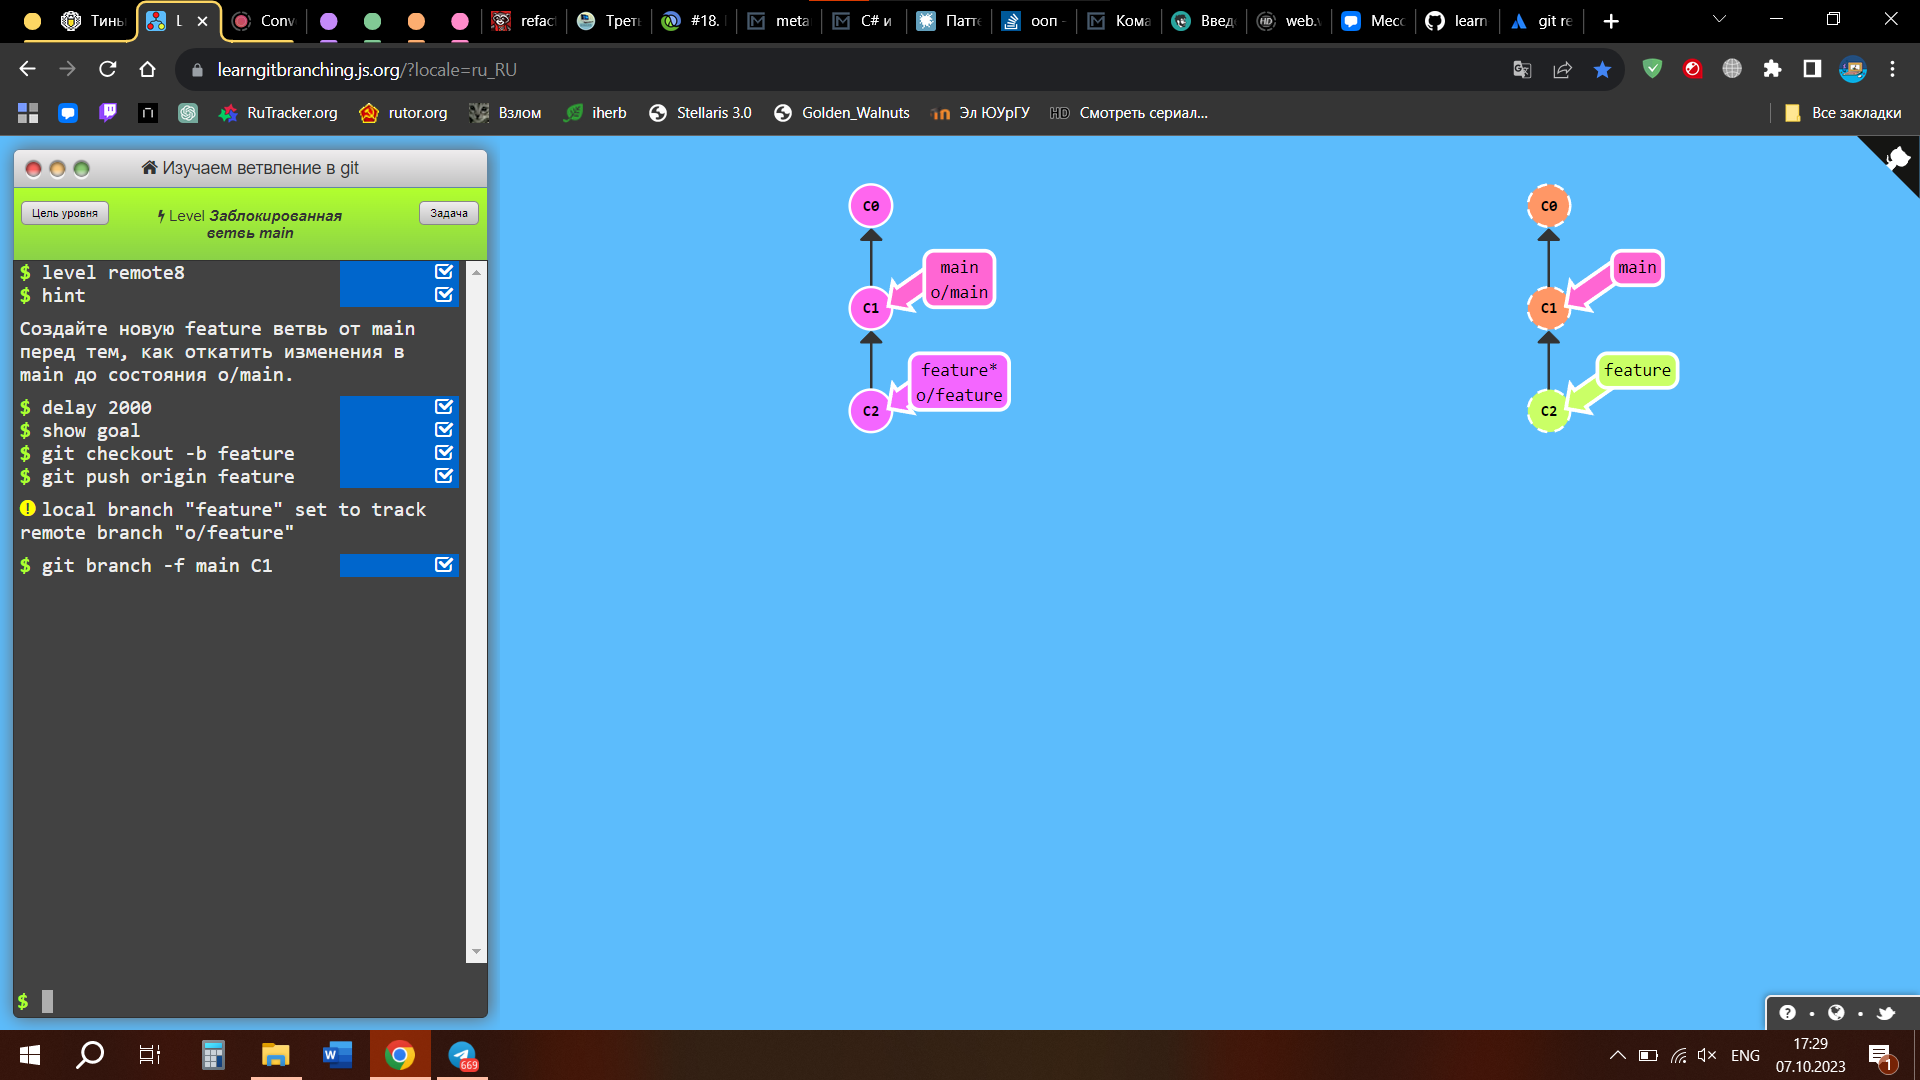 Тины
L
Conv
refac
Треть
#18.
meta
C# и
Патте
ооп -
Кома
Введ
web.
Месс
learn
git re
learngitbranching.js.org/?locale=ru_RU
RuTracker.org
rutor.org
Взлом
iherb
Stellaris 3.0
Golden_Walnuts
Эл ЮУрГУ
HD
Смотреть сериал...
Все закладки
Изучаем ветвление в git
Цель уровня
Level Заблокированная
ветвь main
Задача
$ level remote8
$ hint
Создайте новую feature ветвь от main
перед тем, как откатить изменения в
main до состояния o/main.
$ delay 2000
$ show goal
$ git checkout -b feature
$ git push origin feature
local branch "feature" set to track
remote branch "o/feature"
$ git branch -f main C1
$
C0
main
o/main
C1
feature*
o/feature
C2
C0
main
C1
feature
C2
669
ENG
17:29
07.10.2023
1